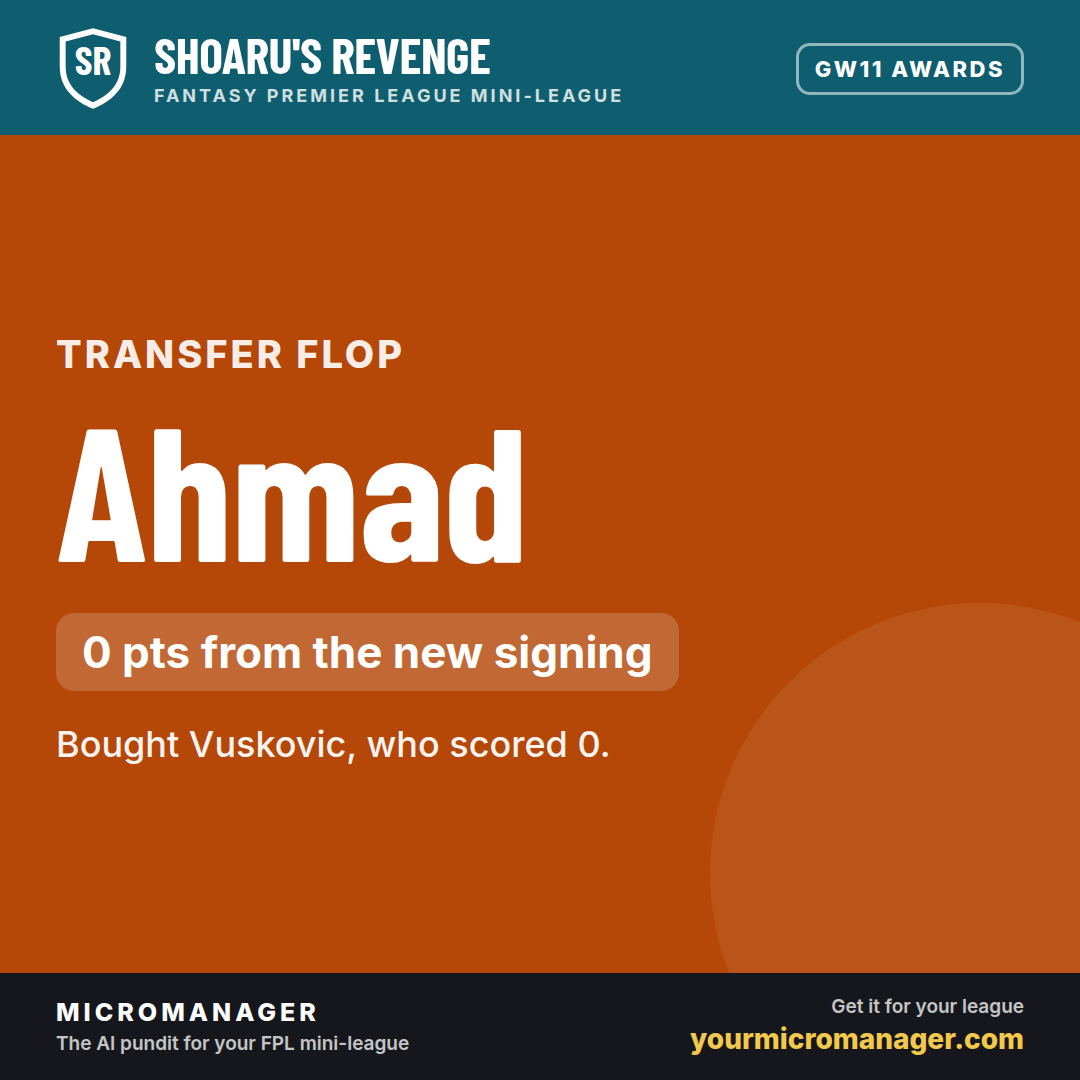 SR
SHOARU'S REVENGE
FANTASY PREMIER LEAGUE MINI-LEAGUE
GW11 AWARDS
TRANSFER FLOP
Ahmad
0 pts from the new signing
Bought Vuskovic, who scored 0.
MICROMANAGER
The AI pundit for your FPL mini-league
Get it for your league
yourmicromanager.com